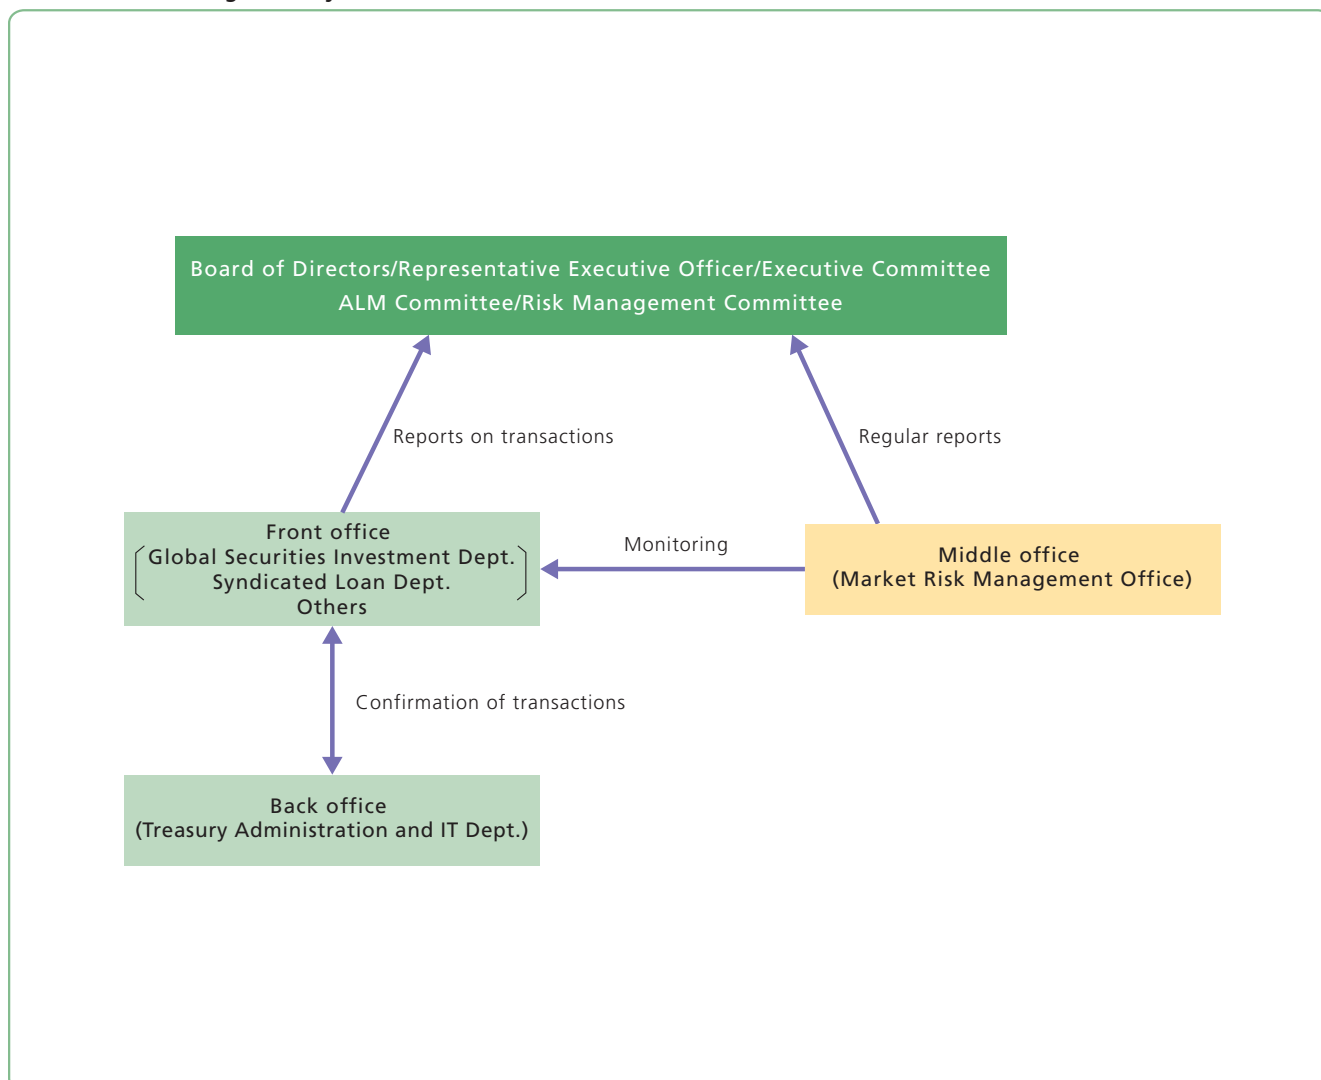 Board of Directors/Representative Executive Officer/Executive Committee
ALM Committee/Risk Management Committee
Reports on transactions
Regular reports
Front office
Global Securities Investment Dept.
Syndicated Loan Dept.
Others
Monitoring
Middle office
(Market Risk Management Office)
Confirmation of transactions
Back office
(Treasury Administration and IT Dept.)